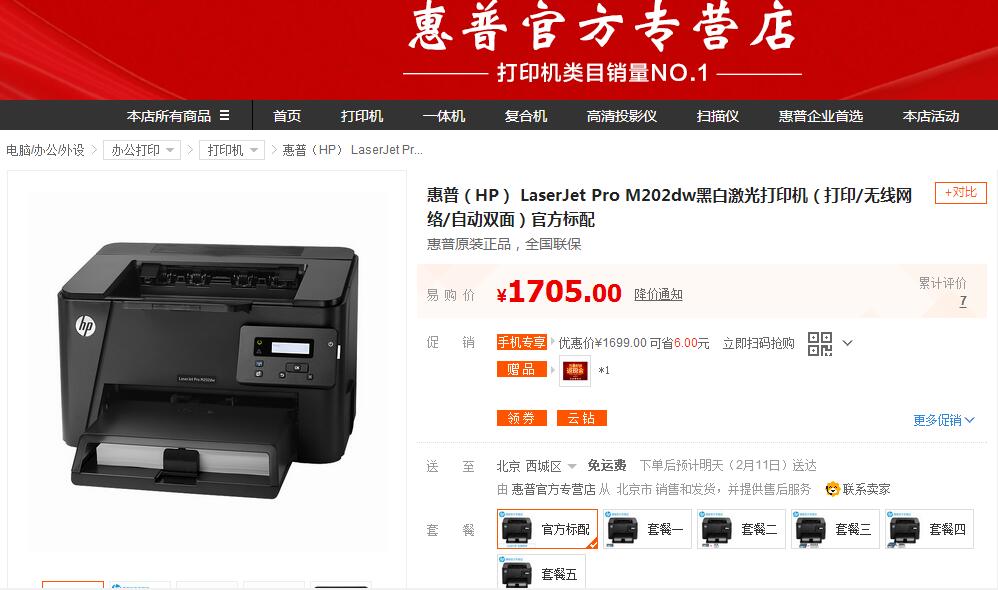 惠普官方专营店
打印机类目销量NO.1
本店所有商品 ☰ 首页 打印机 一体机 复合机 高清投影仪 扫描仪 惠普企业首选 本店活动
电脑/办公/外设 > 办公打印 > 打印机 > 惠普（HP） LaserJet Pr...
hp
LaserJet Pro M202dw
OK
惠普（HP） LaserJet Pro M202dw黑白激光打印机（打印/无线网
络/自动双面）官方标配
+对比
惠普原装正品，全国联保
易购价 ¥1705.00 降价通知
累计评价
7
促销 手机专享 优惠价¥1699.00 可省6.00元 立即扫码抢购
赠品 *1
领券 云钻
更多促销
送至 北京 西城区 免运费 下单后预计明天（2月11日）送达
由 惠普官方专营店 从 北京市 销售和发货，并提供售后服务 联系卖家
套餐 官方标配 套餐一 套餐二 套餐三 套餐四
套餐五